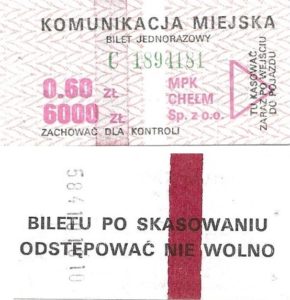 KOMUNIKACJA MIEJSKA
BILET JEDNORAZOWY
C 1894181
0.60 ZŁ
6000 ZŁ
MPK
CHEŁM
Sp. z o.o.
ZACHOWAĆ DLA KONTROLI
TU KASOWAĆ
ZARAZ PO WEJŚCIU
DO POJAZDU
BILETU PO SKASOWANIU
ODSTĘPOWAĆ NIE WOLNO